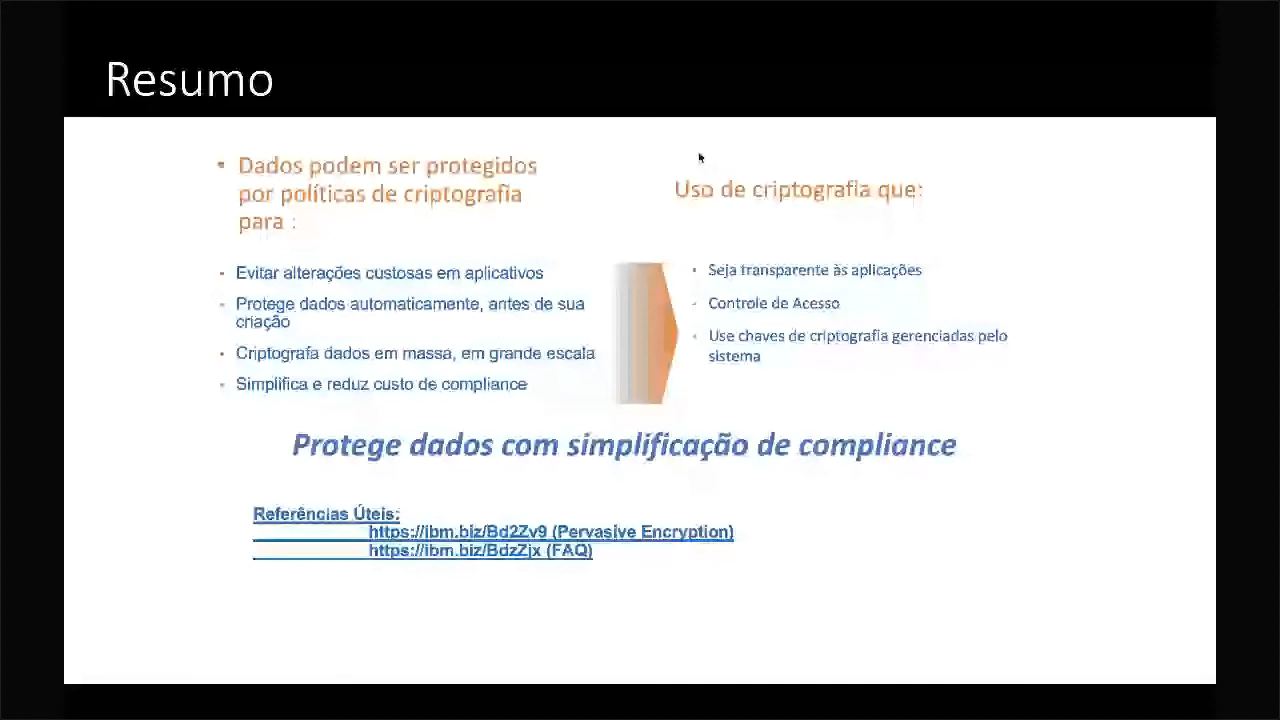 Resumo
Dados podem ser protegidos
por políticas de criptografia
para :
Evitar alterações custosas em aplicativos
Protege dados automaticamente, antes de sua
criação
Criptografa dados em massa, em grande escala
Simplifica e reduz custo de compliance
Uso de criptografia que:
Seja transparente às aplicações
Controle de Acesso
Use chaves de criptografia gerenciadas pelo
sistema
Protege dados com simplificação de compliance
Referências Úteis:
https://ibm.biz/Bd2Zv9 (Pervasive Encryption)
https://ibm.biz/BdzZjx (FAQ)